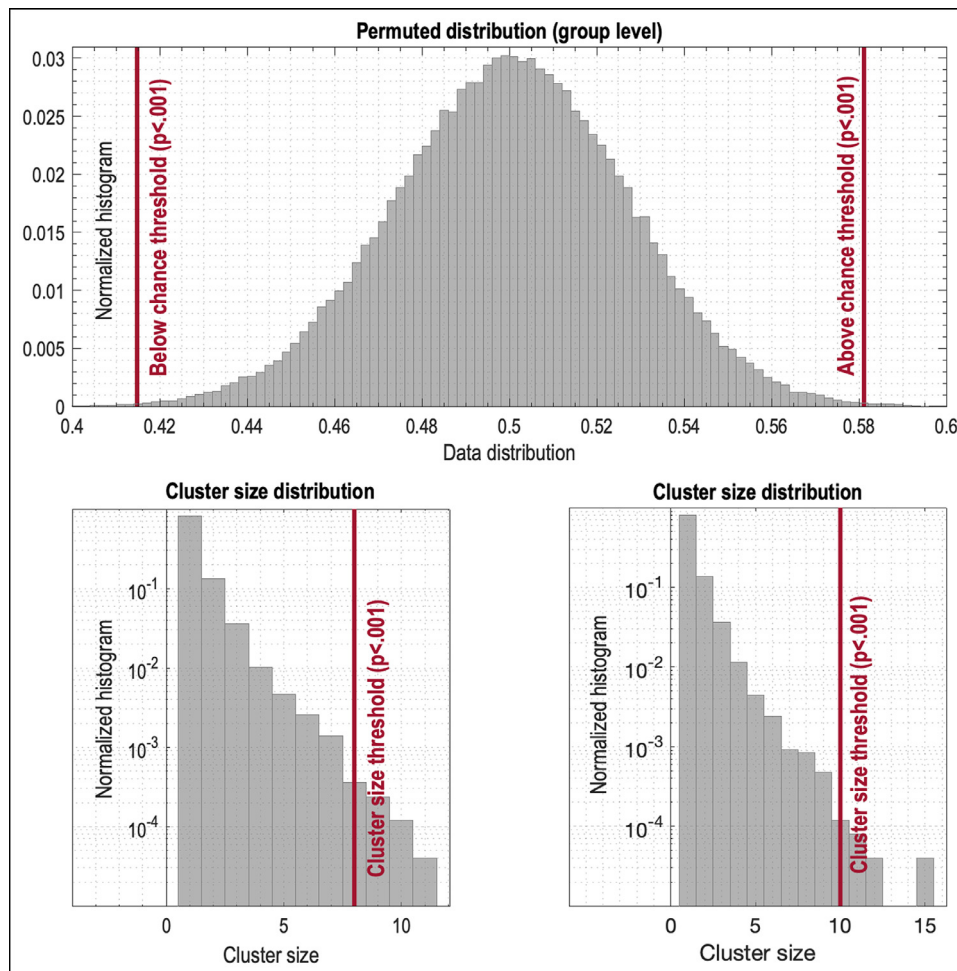 Permuted distribution (group level)
Normalized histogram
0.03
0.025
0.02
0.015
0.01
0.005
0
Below chance threshold (p<.001)
Above chance threshold (p<.001)
0.4 0.42 0.44 0.46 0.48 0.5 0.52 0.54 0.56 0.58 0.6
Data distribution
Cluster size distribution
Normalized histogram
10-1
10-2
10-3
10-4
Cluster size threshold (p<.001)
0 5 10
Cluster size
Cluster size distribution
Normalized histogram
10-1
10-2
10-3
10-4
Cluster size threshold (p<.001)
0 5 10 15
Cluster size